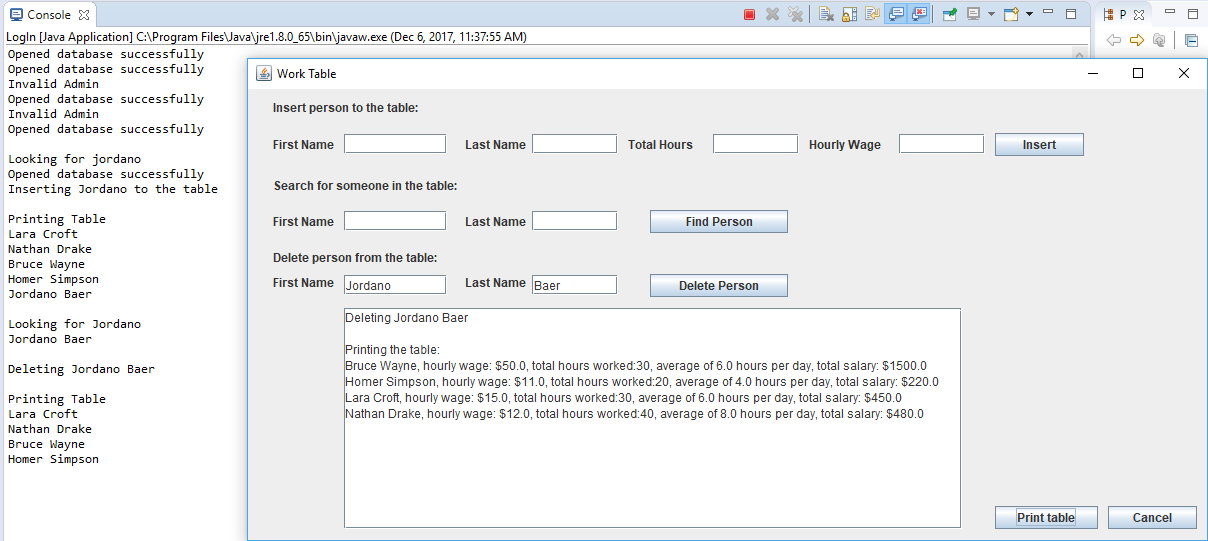 Console
P
LogIn [Java Application] C:\Program Files\Java\jre1.8.0_65\bin\javaw.exe (Dec 6, 2017, 11:37:55 AM)
Opened database successfully
Opened database successfully
Invalid Admin
Opened database successfully
Invalid Admin
Opened database successfully
Looking for jordano
Opened database successfully
Inserting Jordano to the table
Printing Table
Lara Croft
Nathan Drake
Bruce Wayne
Homer Simpson
Jordano Baer
Looking for Jordano
Jordano Baer
Deleting Jordano Baer
Printing Table
Lara Croft
Nathan Drake
Bruce Wayne
Homer Simpson
Work Table
Insert person to the table:
First Name Last Name Total Hours Hourly Wage Insert
Search for someone in the table:
First Name Last Name Find Person
Delete person from the table:
First Name Jordano Last Name Baer Delete Person
Deleting Jordano Baer
Printing the table:
Bruce Wayne, hourly wage: $50.0, total hours worked:30, average of 6.0 hours per day, total salary: $1500.0
Homer Simpson, hourly wage: $11.0, total hours worked:20, average of 4.0 hours per day, total salary: $220.0
Lara Croft, hourly wage: $15.0, total hours worked:30, average of 6.0 hours per day, total salary: $450.0
Nathan Drake, hourly wage: $12.0, total hours worked:40, average of 8.0 hours per day, total salary: $480.0
Print table Cancel